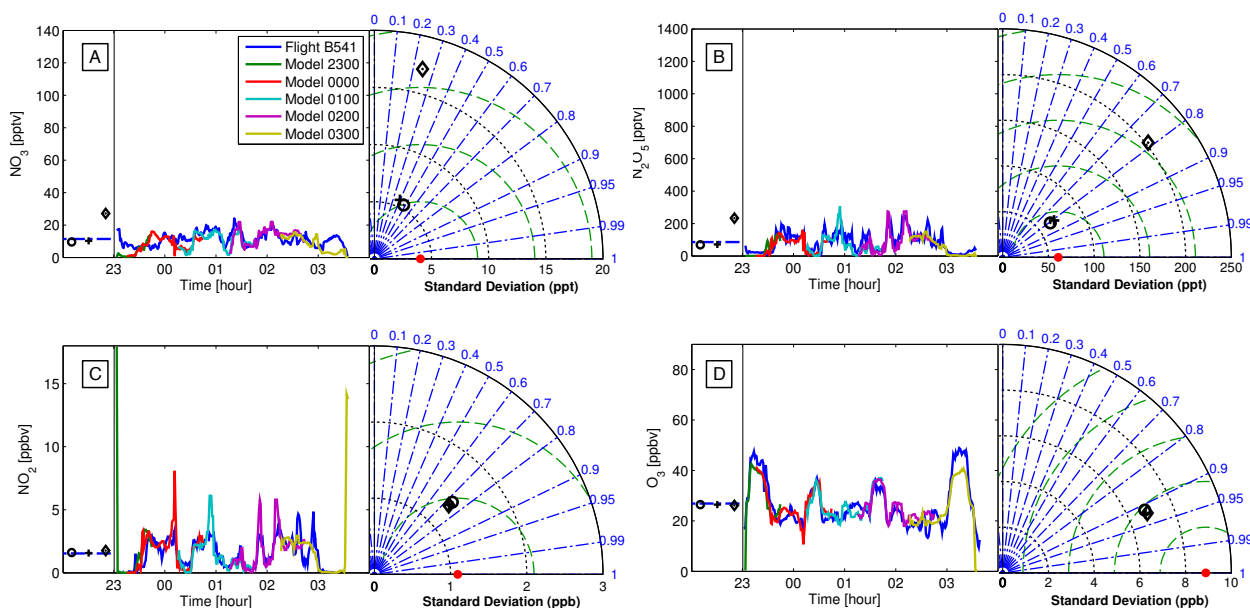 A
NO3 [pptv]
140
120
100
80
60
40
20
0
23 00 01 02 03
Time [hour]
Flight B541
Model 2300
Model 0000
Model 0100
Model 0200
Model 0300
0 0.1 0.2 0.3 0.4 0.5 0.6 0.7 0.8 0.9 0.95 0.99 1
0 5 10 15 20
Standard Deviation (ppt)
B
N2O5 [pptv]
1400
1200
1000
800
600
400
200
0
23 00 01 02 03
Time [hour]
0 0.1 0.2 0.3 0.4 0.5 0.6 0.7 0.8 0.9 0.95 0.99 1
0 50 100 150 200 250
Standard Deviation (ppt)
C
NO2 [ppbv]
15
10
5
0
23 00 01 02 03
Time [hour]
0 0.1 0.2 0.3 0.4 0.5 0.6 0.7 0.8 0.9 0.95 0.99 1
0 1 2 3
Standard Deviation (ppb)
D
O3 [ppbv]
80
60
40
20
0
23 00 01 02 03
Time [hour]
0 0.1 0.2 0.3 0.4 0.5 0.6 0.7 0.8 0.9 0.95 0.99 1
0 2 4 6 8 10
Standard Deviation (ppb)